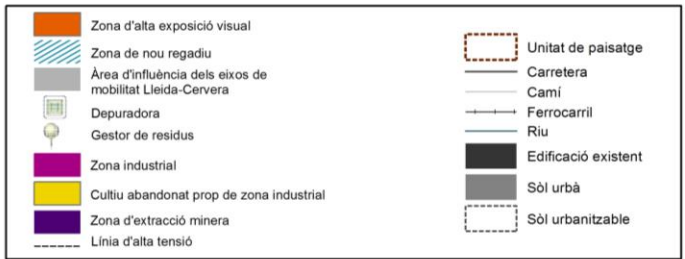 Zona d'alta exposició visual
Zona de nou regadiu
Àrea d'influència dels eixos de
mobilitat Lleida-Cervera
Depuradora
Gestor de residus
Zona industrial
Cultiu abandonat prop de zona industrial
Zona d'extracció minera
Línia d'alta tensió
Unitat de paisatge
Carretera
Camí
Ferrocarril
Riu
Edificació existent
Sòl urbà
Sòl urbanitzable